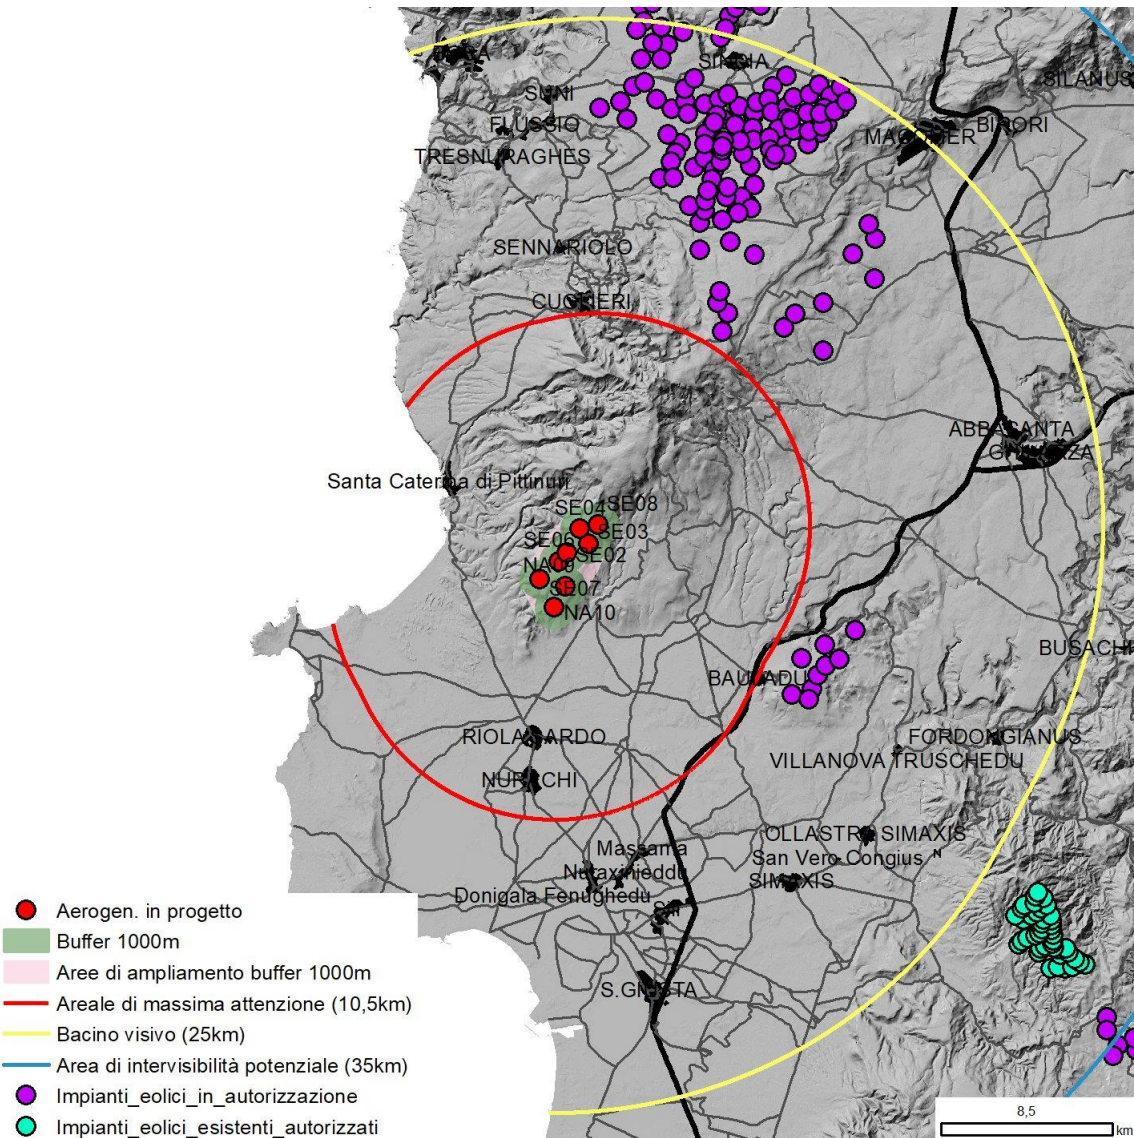 SINDIA
SILANUS
SUNI
FLUSSIO
MACOMER
BIRORI
TRESNURAGHES
SENNARIOLO
CUGLIERI
ABBASANTA
GHILARZA
Santa Caterina di Pittinuri
SE04
SE08
SE06
SE03
SE02
SE07
NA10
BUSACHI
BAULADU
RIOLA SARDO
FORDONGIANUS
VILLANOVA TRUSCHEDU
NURACHI
OLLASTRA SIMAXIS
Massama
San Vero Congius
N
Nuraxinieddu
SIMAXIS
Donigala Fenughedu
Silì
S.GIUSTA
Aerogen. in progetto
Buffer 1000m
Aree di ampliamento buffer 1000m
Areale di massima attenzione (10,5km)
Bacino visivo (25km)
Area di intervisibilità potenziale (35km)
Impianti_eolici_in_autorizzazione
Impianti_eolici_esistenti_autorizzati
8,5
km